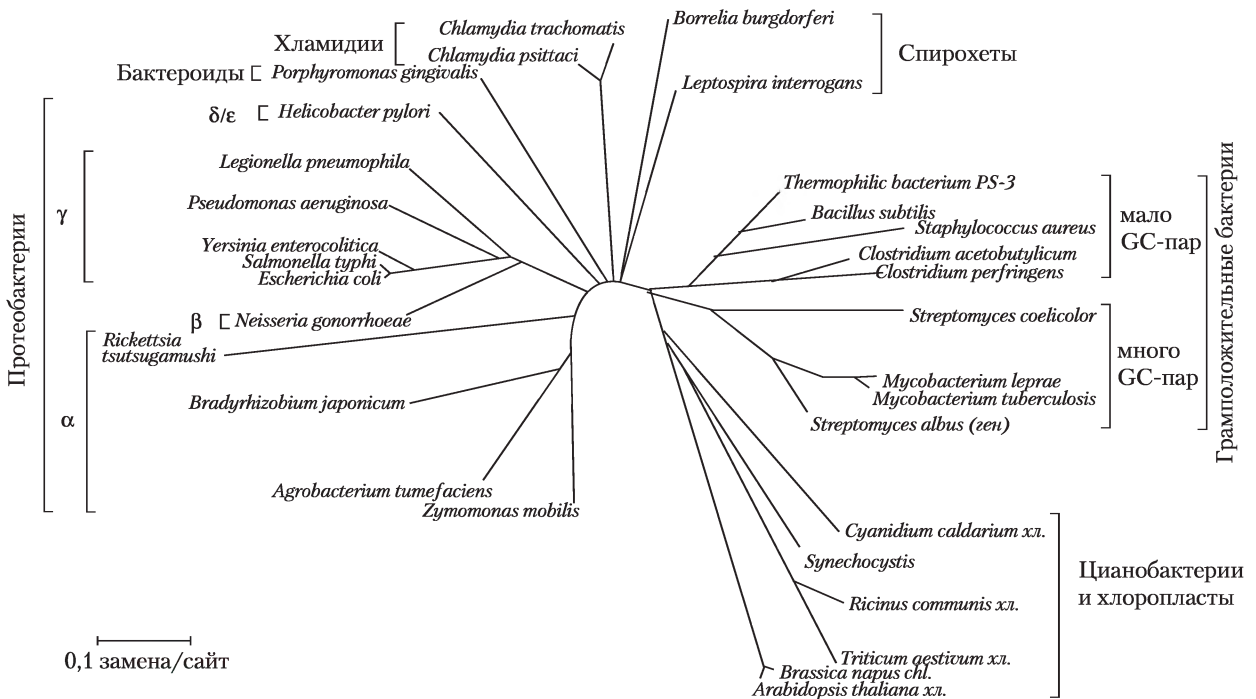 Хламидии
Chlamydia trachomatis
Chlamydia psittaci
Бактероиды
Porphyromonas gingivalis
δ/ε
Helicobacter pylori
Протеобактерии
γ
Legionella pneumophila
Pseudomonas aeruginosa
Yersinia enterocolitica
Salmonella typhi
Escherichia coli
β
Neisseria gonorrhoeae
Rickettsia
tsutsugamushi
α
Bradyrhizobium japonicum
Agrobacterium tumefaciens
Zymomonas mobilis
Borrelia burgdorferi
Leptospira interrogans
Спирохеты
Thermophilic bacterium PS-3
Bacillus subtilis
Staphylococcus aureus
Clostridium acetobutylicum
Clostridium perfringens
мало
GC-пар
Streptomyces coelicolor
Mycobacterium leprae
Mycobacterium tuberculosis
Streptomyces albus (ген)
много
GC-пар
Грамположительные бактерии
Cyanidium caldarium хл.
Synechocystis
Ricinus communis хл.
Triticum aestivum хл.
Brassica napus chl.
Arabidopsis thaliana хл.
Цианобактерии
и хлоропласты
0,1 замена/сайт